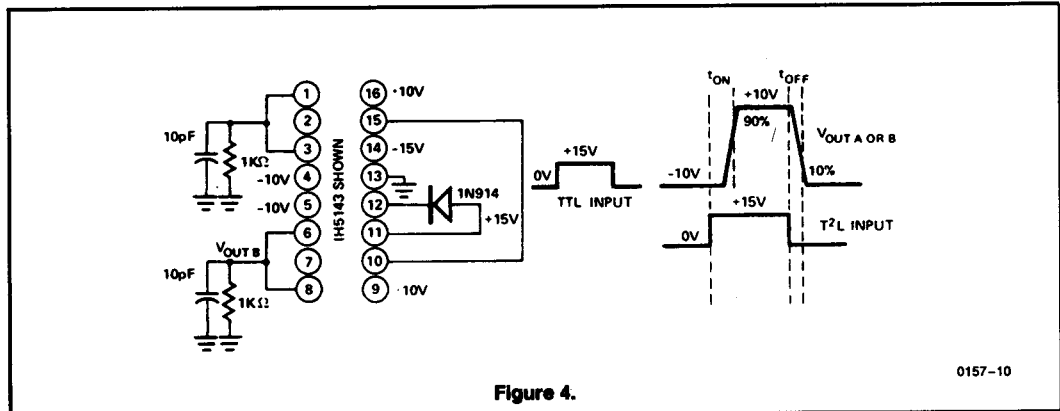 1
2
3
4
5
6
7
8
16
15
14
13
12
11
10
9
10pF
1KΩ
-10V
-10V
V OUT B
10pF
1KΩ
IH5143 SHOWN
·10V
-15V
1N914
+15V
·10V
+15V
0V
TTL INPUT
tON
tOFF
+10V
90%
VOUT A OR B
-10V
10%
+15V
0V
T²L INPUT
0157-10
Figure 4.